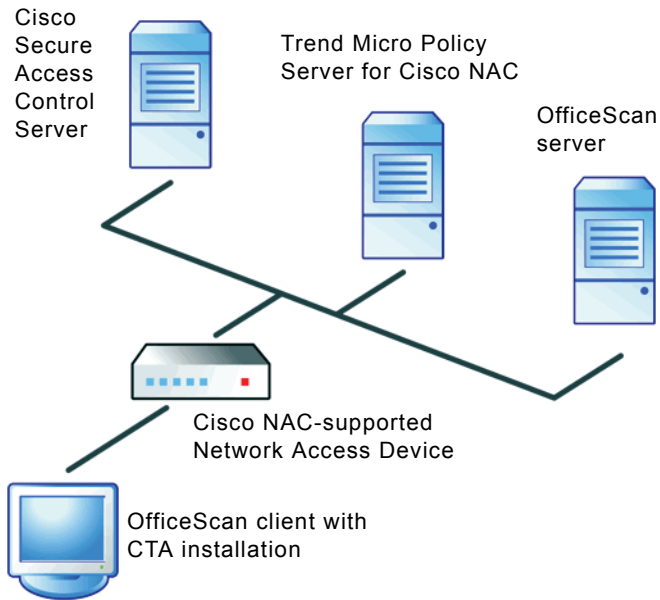 Cisco
Secure
Access
Control
Server
Trend Micro Policy
Server for Cisco NAC
OfficeScan
server
Cisco NAC-supported
Network Access Device
OfficeScan client with
CTA installation